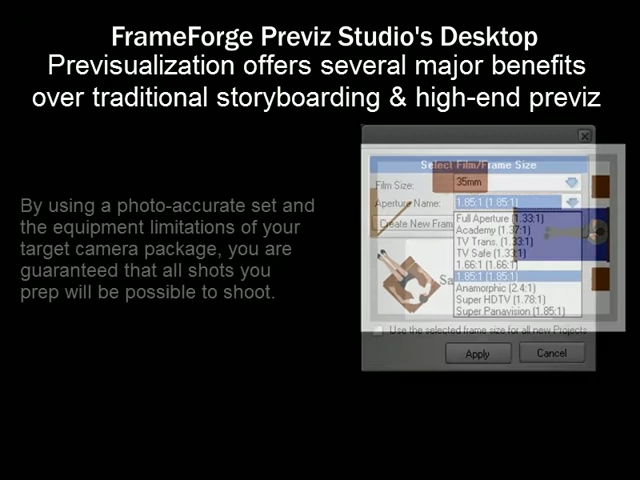 FrameForge Previz Studio's Desktop
Previsualization offers several major benefits
over traditional storyboarding & high-end previz
Select Film/Frame Size
Film Size:
35mm
Aperture Name:
1.85:1 (1.85:1)
Create New Fram
Full Aperture (1.33:1)
Academy (1.37:1)
TV Trans. (1.33:1)
TV Safe (1.33:1)
1.66:1 (1.66:1)
1.85:1 (1.85:1)
Anamorphic (2.4:1)
Super HDTV (1.78:1)
Super Panavision (1.85:1)
Sa
Use the selected frame size for all new Projects
Apply
Cancel
By using a photo-accurate set and
the equipment limitations of your
target camera package, you are
guaranteed that all shots you
prep will be possible to shoot.